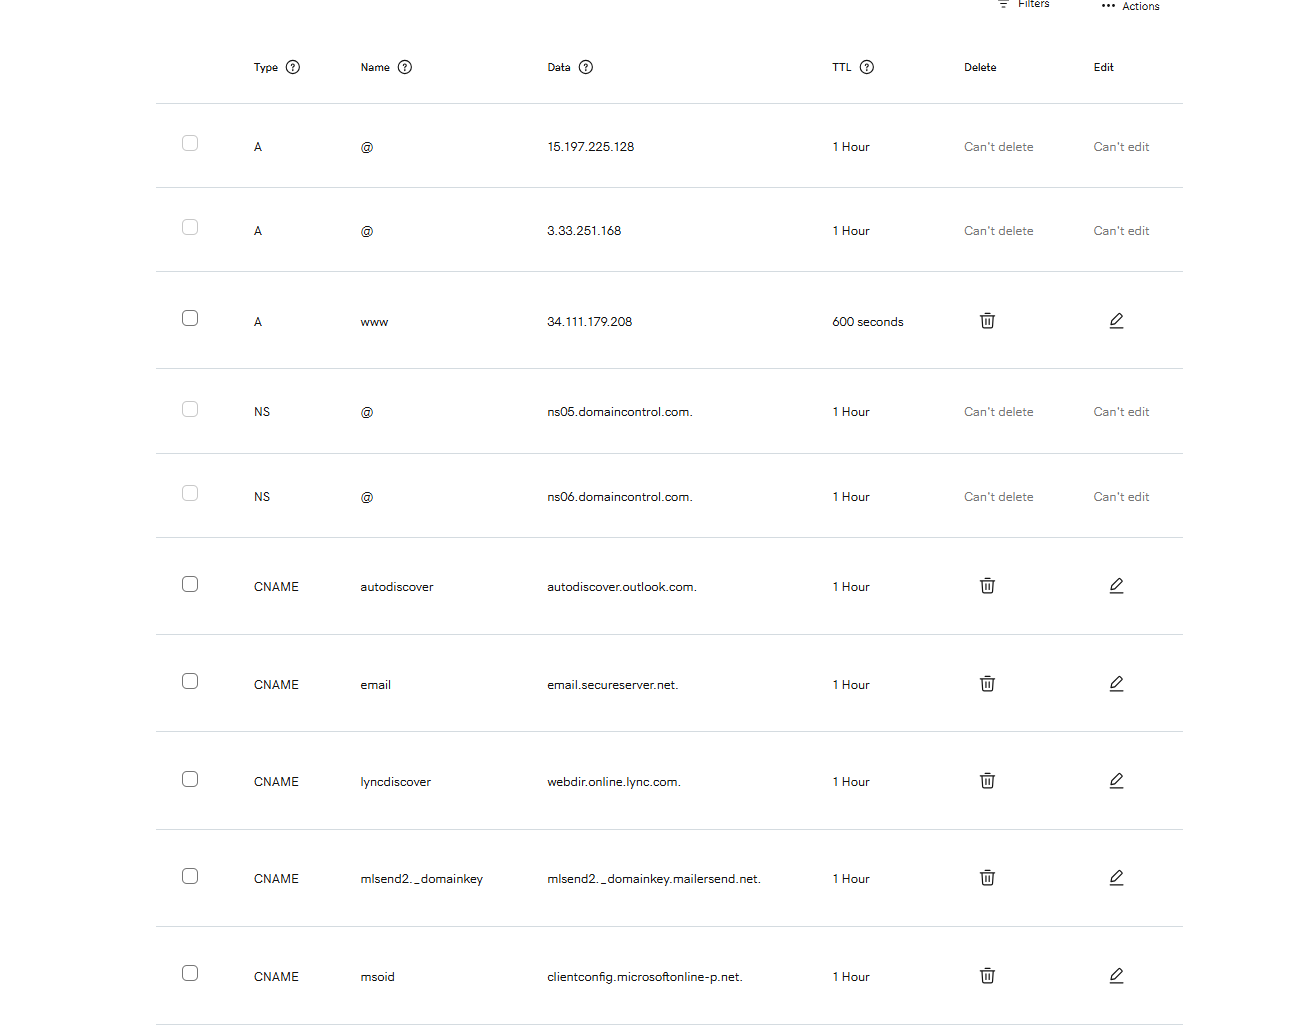 Filters ••• Actions
Type ? Name ? Data ? TTL ? Delete Edit
A @ 15.197.225.128 1 Hour Can't delete Can't edit
A @ 3.33.251.168 1 Hour Can't delete Can't edit
A www 34.111.179.208 600 seconds
NS @ ns05.domaincontrol.com. 1 Hour Can't delete Can't edit
NS @ ns06.domaincontrol.com. 1 Hour Can't delete Can't edit
CNAME autodiscover autodiscover.outlook.com. 1 Hour
CNAME email email.secureserver.net. 1 Hour
CNAME lyncdiscover webdir.online.lync.com. 1 Hour
CNAME mlsend2._domainkey mlsend2._domainkey.mailersend.net. 1 Hour
CNAME msoid clientconfig.microsoftonline-p.net. 1 Hour